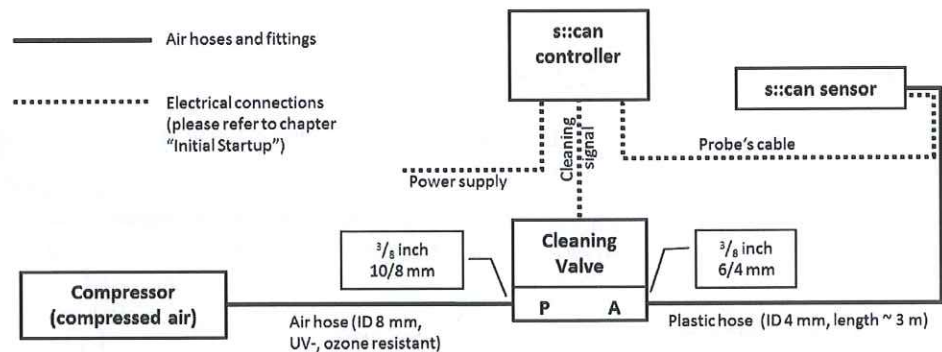 Air hoses and fittings
Electrical connections
(please refer to chapter
"Initial Startup")
s::can
controller
s::can sensor
Cleaning
signal
Probe's cable
Power supply
3/8 inch
10/8 mm
Cleaning
Valve
P A
3/8 inch
6/4 mm
Compressor
(compressed air)
Air hose (ID 8 mm,
UV-, ozone resistant)
Plastic hose (ID 4 mm, length ~ 3 m)